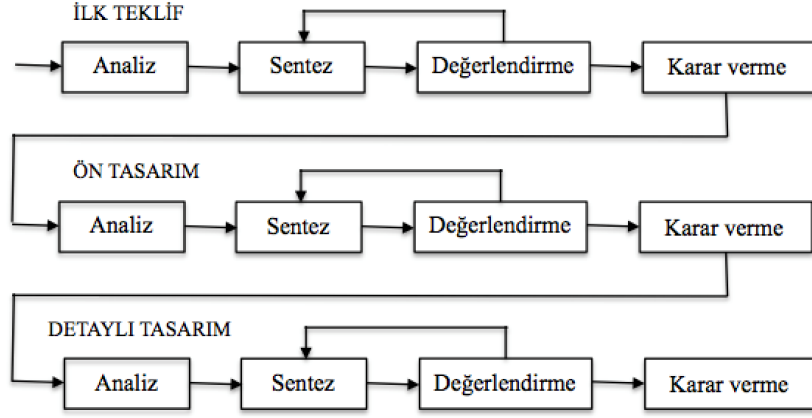 İLK TEKLİF
Analiz
Sentez
Değerlendirme
Karar verme
ÖN TASARIM
Analiz
Sentez
Değerlendirme
Karar verme
DETAYLI TASARIM
Analiz
Sentez
Değerlendirme
Karar verme